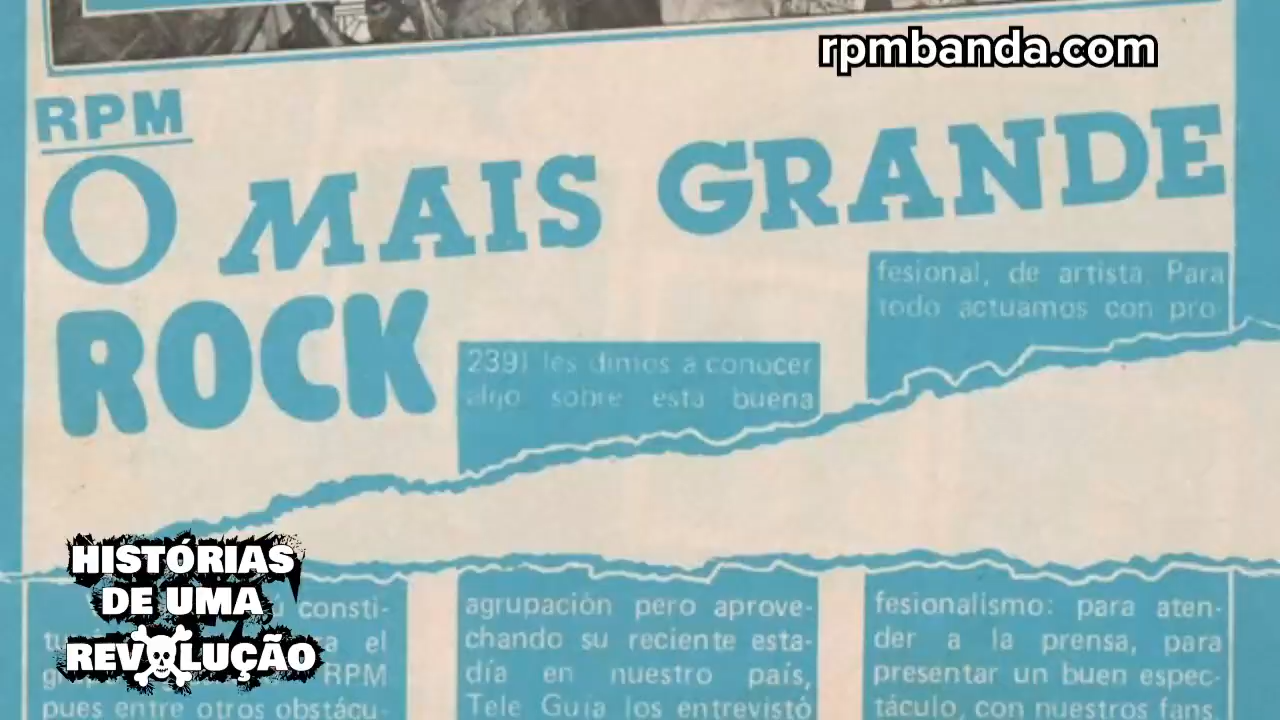 rpmbanda.com
RPM
O MAIS GRANDE
ROCK
2391 les dimos a conocer
algo sobre esta buena
fesional, de artista. Para
todo actuamos con pro-
HISTÓRIAS
DE UMA
REVOLUÇÃO
consti-
el
RPM
pues entre otros obstácu-
agrupación pero aprove-
chando su reciente esta-
día en nuestro país,
Tele Guía los entrevistó
fesionalismo: para aten-
der a la prensa, para
presentar un buen espec-
táculo, con nuestros fans